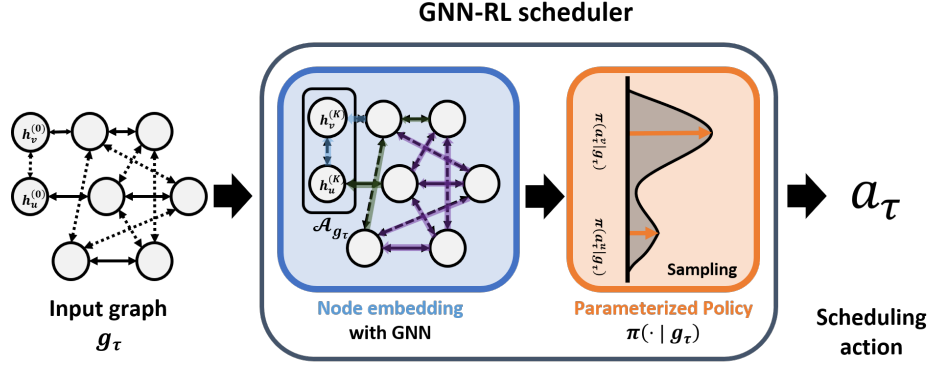 GNN-RL scheduler
h_v^{(0)}
h_u^{(0)}
Input graph
g_τ
h_v^{(K)}
h_u^{(K)}
𝒜_{g_τ}
Node embedding
with GNN
π(a_τ^v|g_τ)
π(a_τ^u|g_τ)
Sampling
Parameterized Policy
π(· | g_τ)
a_τ
Scheduling
action